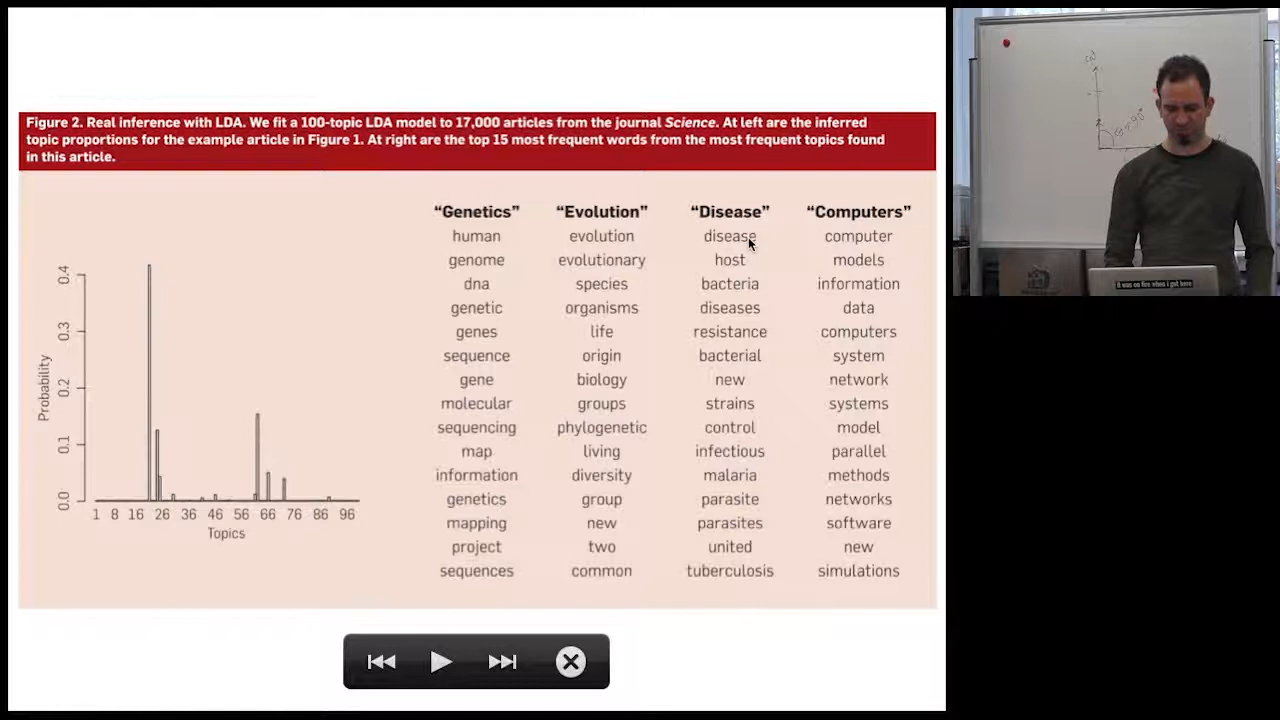 Figure 2. Real inference with LDA. We fit a 100-topic LDA model to 17,000 articles from the journal Science. At left are the inferred
topic proportions for the example article in Figure 1. At right are the top 15 most frequent words from the most frequent topics found
in this article.
“Genetics” “Evolution” “Disease” “Computers”
human evolution disease computer
genome evolutionary host models
dna species bacteria information
genetic organisms diseases data
genes life resistance computers
sequence origin bacterial system
gene biology new network
molecular groups strains systems
sequencing phylogenetic control model
map living infectious parallel
information diversity malaria methods
genetics group parasite networks
mapping new parasites software
project two united new
sequences common tuberculosis simulations
Probability
0.4
0.3
0.2
0.1
0.0
1 8 16 26 36 46 56 66 76 86 96
Topics
It was on fire when I got here